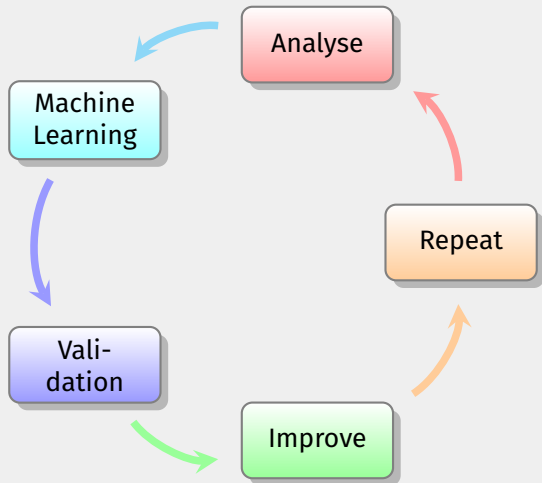 Analyse
Machine
Learning
Repeat
Vali-
dation
Improve